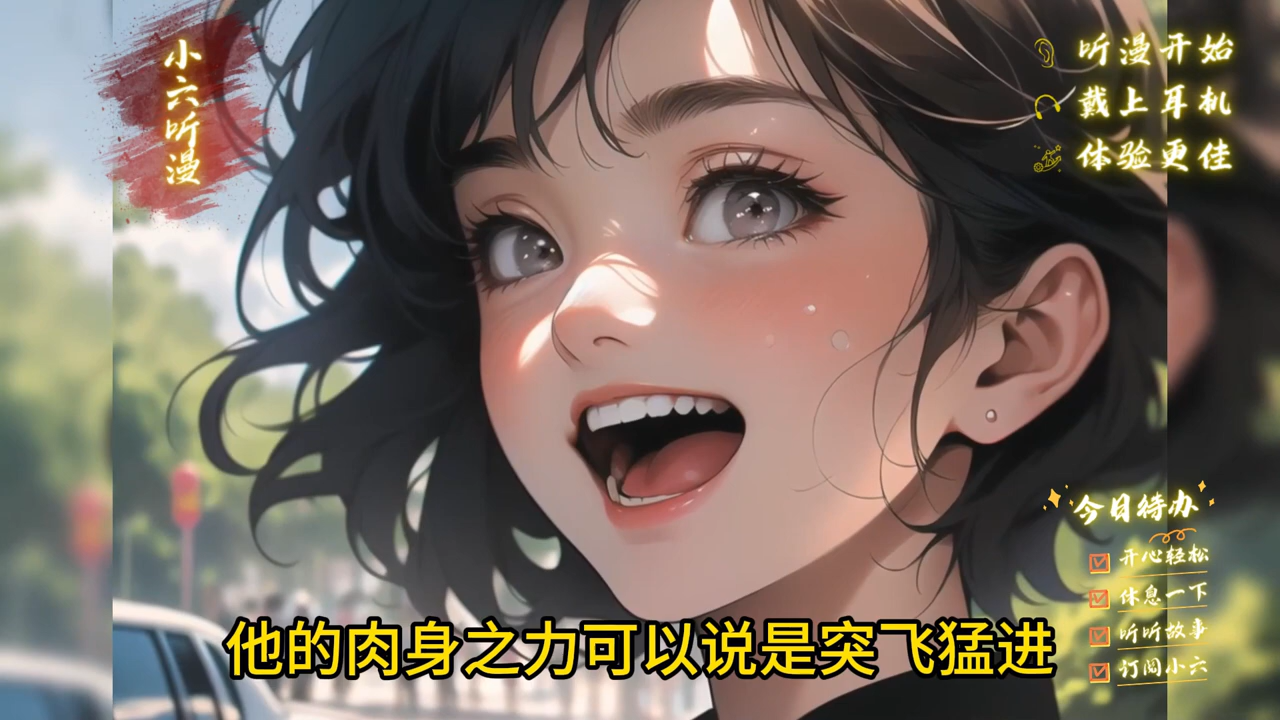 小六听漫
听漫开始
戴上耳机
体验更佳
今日待办
开心轻松
休息一下
听听故事
订阅小六
他的肉身之力可以说是突飞猛进